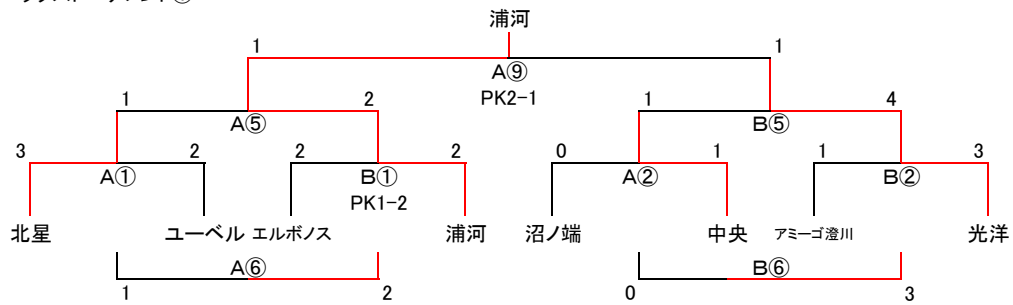 浦河
1 1
A⑨
PK2-1
1 2 1 4
A⑤ B⑤
3 2 2 2 0 1 1 3
A① B① A② B②
PK1-2
北星 ユーベル エルボノス 浦河 沼ノ端 中央 アミーゴ澄川 光洋
A⑥ B⑥
1 2 0 3